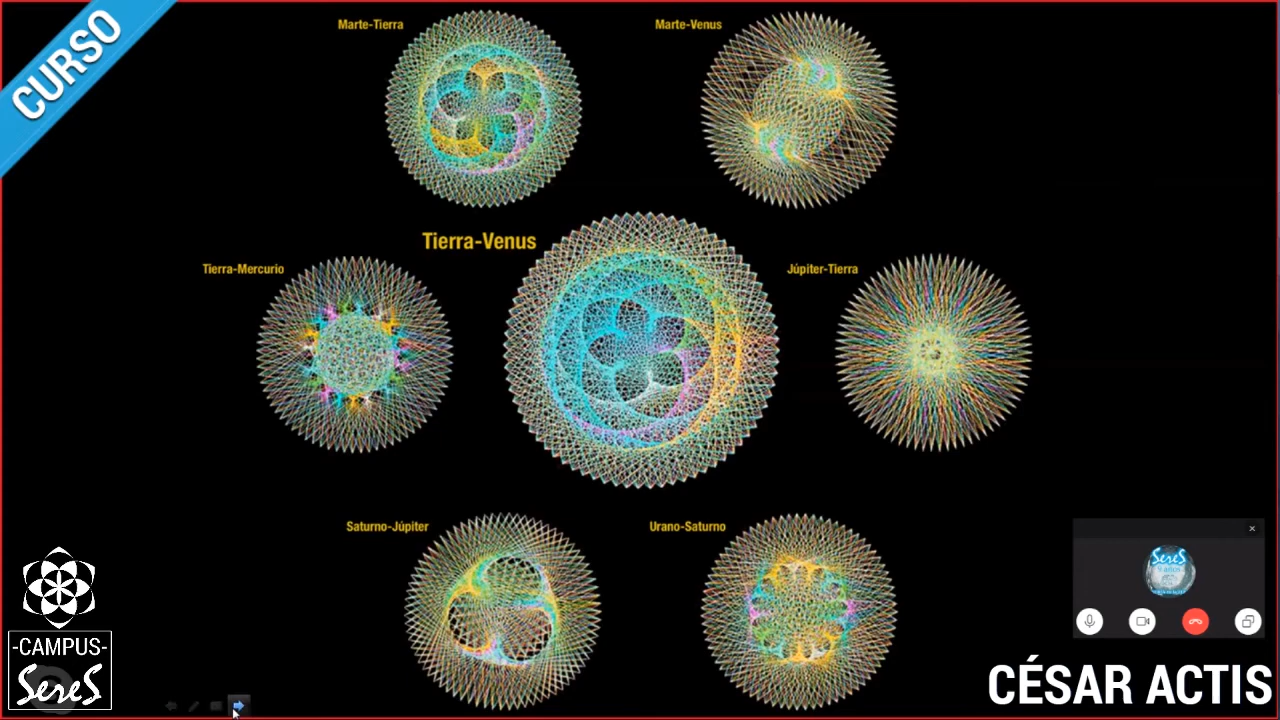 CURSO
Marte-Tierra
Marte-Venus
Tierra-Venus
Tierra-Mercurio
Júpiter-Tierra
Saturno-Júpiter
Urano-Saturno
SereS
-CAMPUS-
SereS
CÉSAR ACTIS